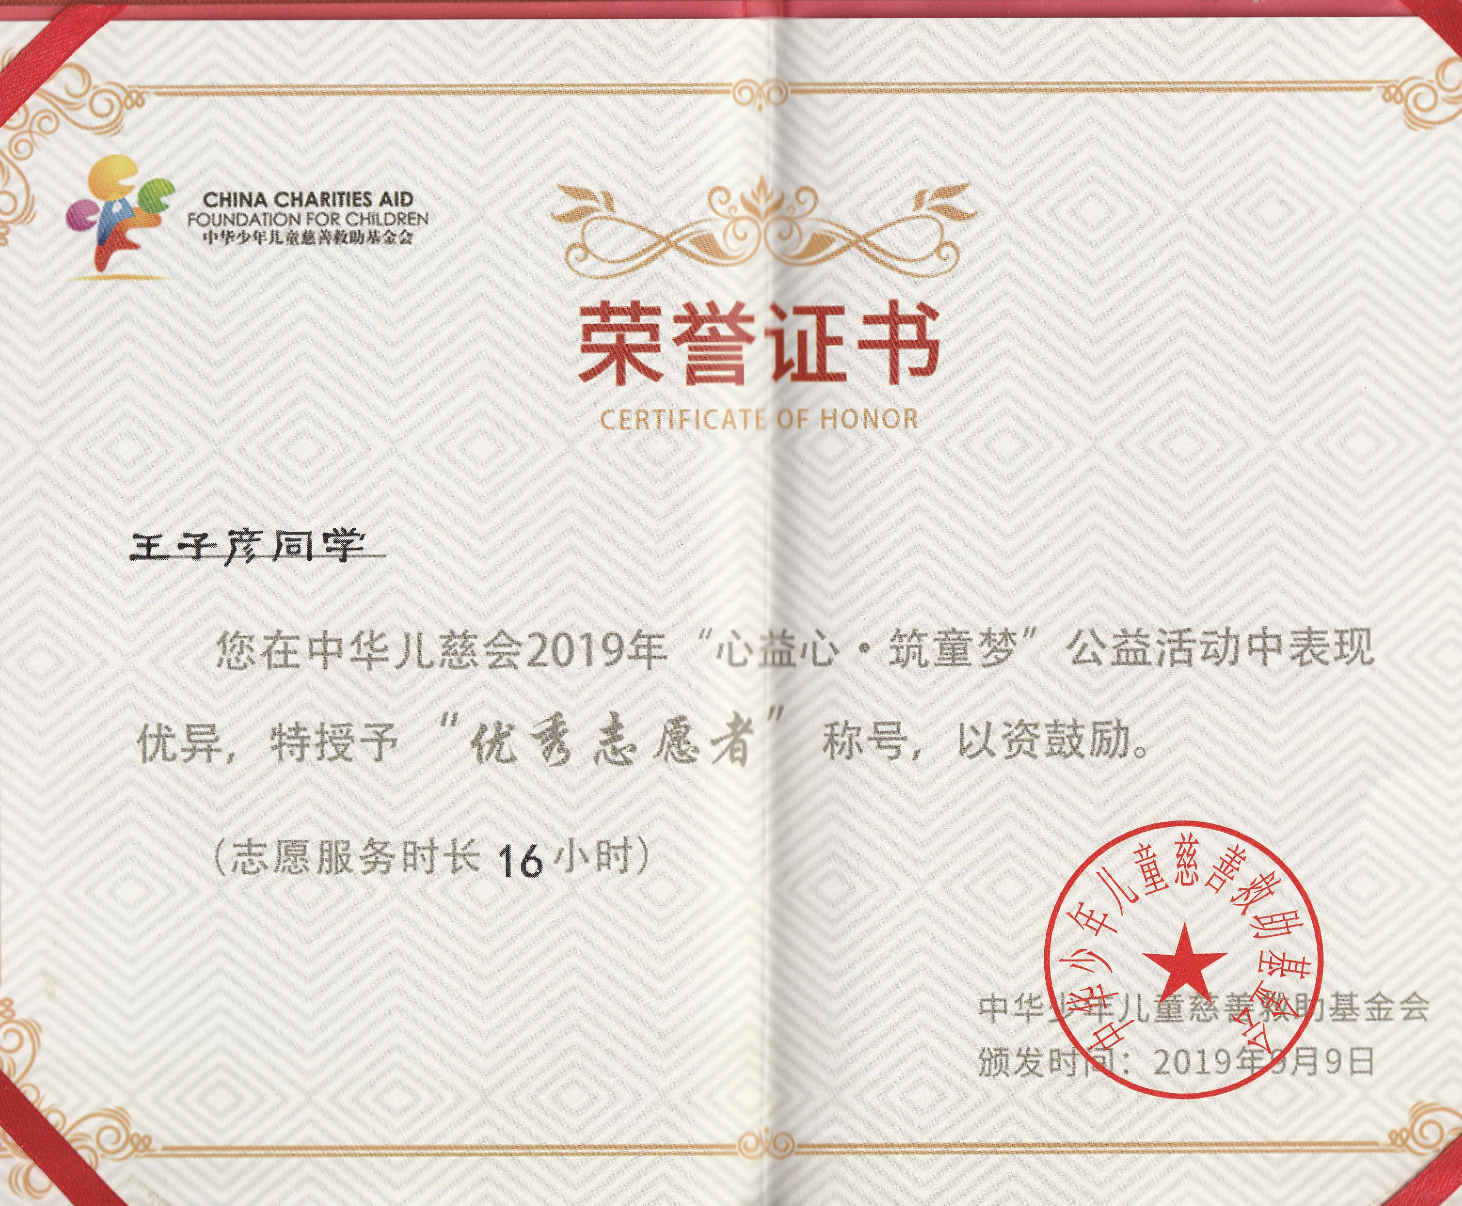 CHINA CHARITIES AID
FOUNDATION FOR CHILDREN
中华少年儿童慈善救助基金会
荣誉证书
CERTIFICATE OF HONOR
王子彦同学
您在中华儿慈会2019年“心益心·筑童梦”公益活动中表现
优异，特授予“优秀志愿者”称号，以资鼓励。
（志愿服务时长 16 小时）
中华少年儿童慈善救助基金会
中华少年儿童慈善救助基金会
颁发时间：2019年9月9日